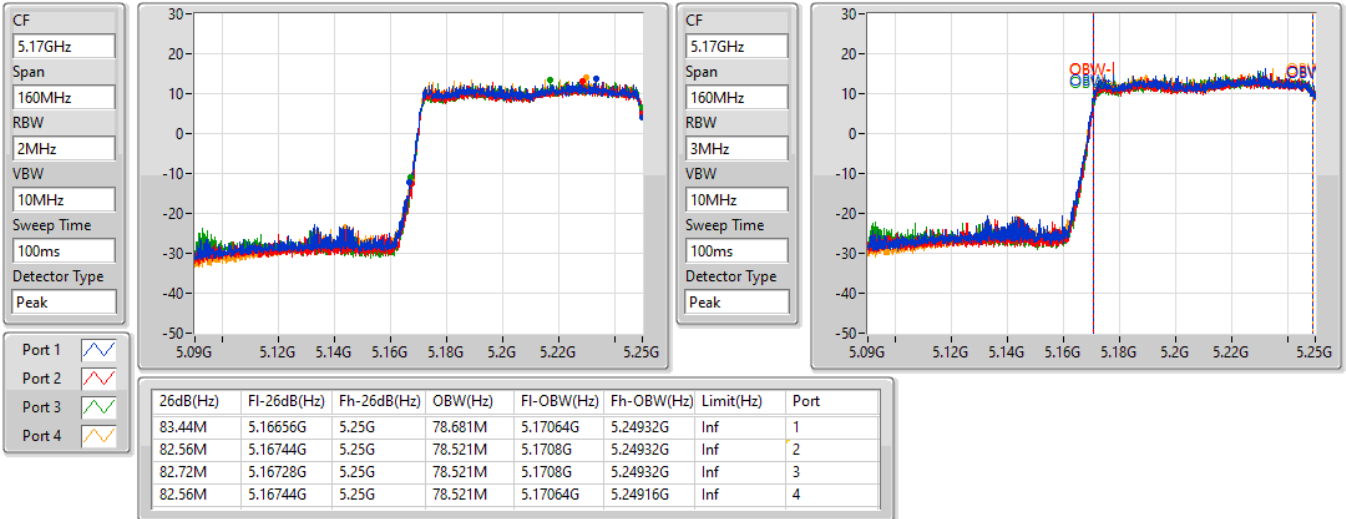 CF
5.17GHz
Span
160MHz
RBW
2MHz
VBW
10MHz
Sweep Time
100ms
Detector Type
Peak
30
20
10
0
-10
-20
-30
-40
-50
5.09G 5.12G 5.14G 5.16G 5.18G 5.2G 5.22G 5.25G
CF
5.17GHz
Span
160MHz
RBW
3MHz
VBW
10MHz
Sweep Time
100ms
Detector Type
Peak
30
20
10
0
-10
-20
-30
-40
-50
OBW-l
OBW
OBW
5.09G 5.12G 5.14G 5.16G 5.18G 5.2G 5.22G 5.25G
Port 1
Port 2
Port 3
Port 4
26dB(Hz) Fl-26dB(Hz) Fh-26dB(Hz) OBW(Hz) Fl-OBW(Hz) Fh-OBW(Hz) Limit(Hz) Port
83.44M 5.16656G 5.25G 78.681M 5.17064G 5.24932G Inf 1
82.56M 5.16744G 5.25G 78.521M 5.1708G 5.24932G Inf 2
82.72M 5.16728G 5.25G 78.521M 5.1708G 5.24932G Inf 3
82.56M 5.16744G 5.25G 78.521M 5.17064G 5.24916G Inf 4